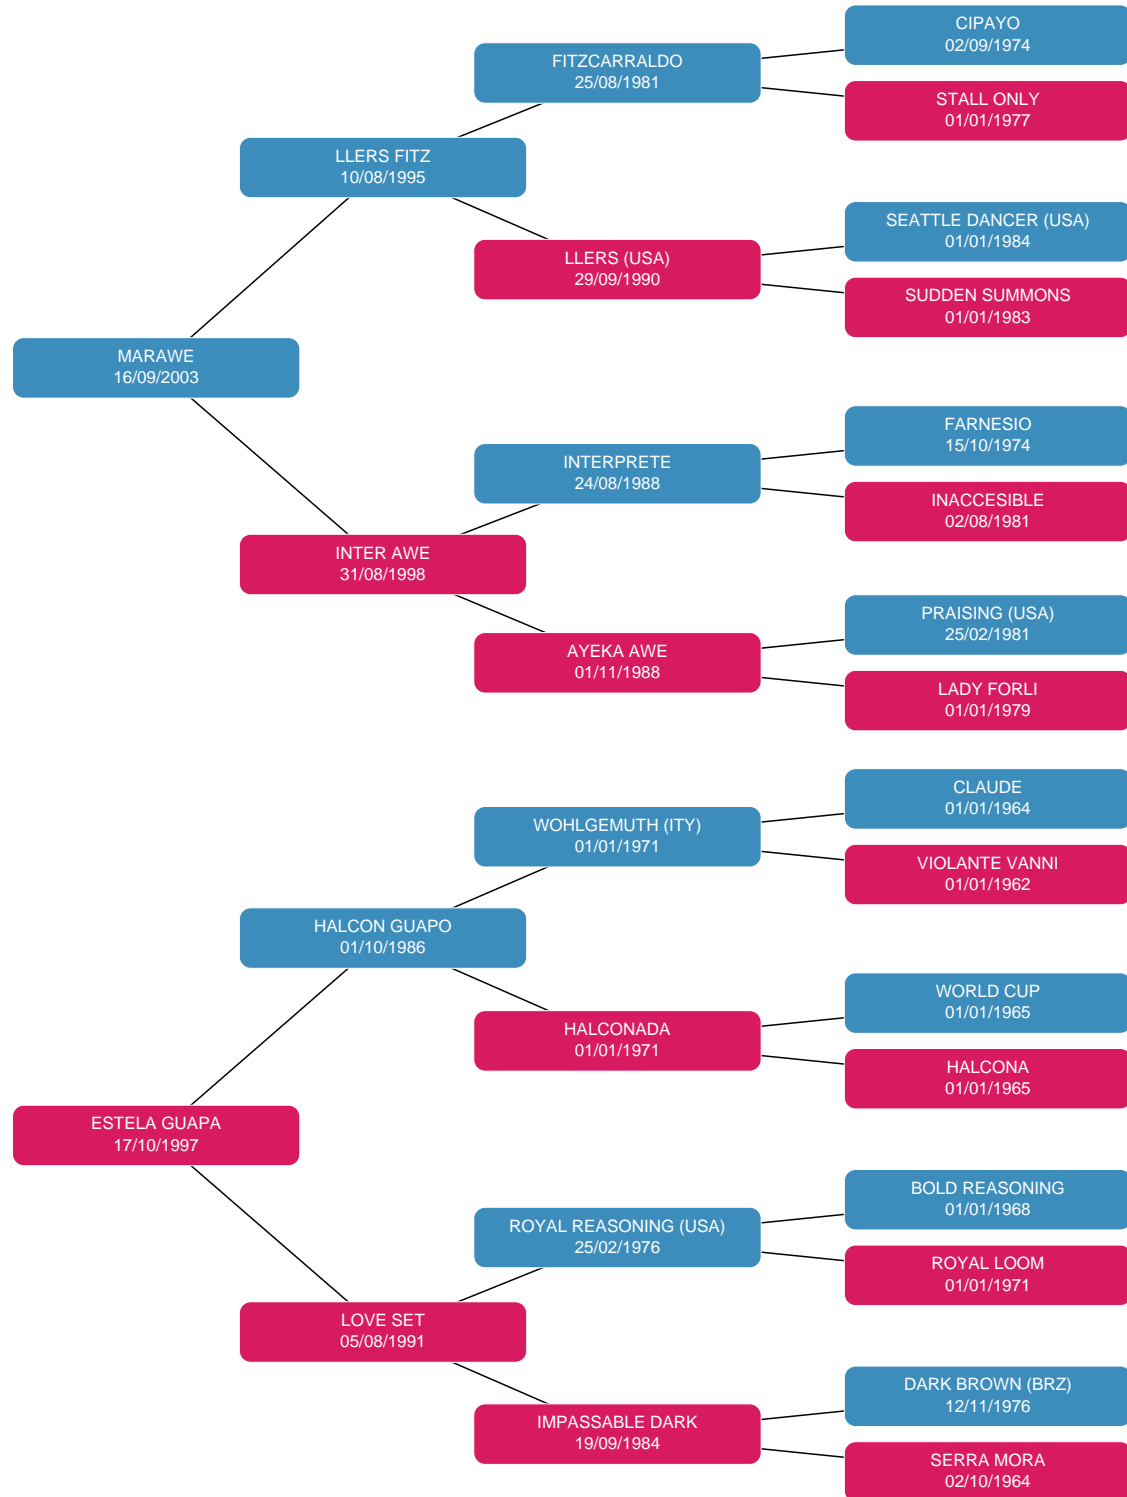 CIPAYO
02/09/1974
FITZCARRALDO
25/08/1981
STALL ONLY
01/01/1977
LLERS FITZ
10/08/1995
SEATTLE DANCER (USA)
01/01/1984
LLERS (USA)
29/09/1990
SUDDEN SUMMONS
01/01/1983
MARAWE
16/09/2003
FARNESIO
15/10/1974
INTERPRETE
24/08/1988
INACCESIBLE
02/08/1981
INTER AWE
31/08/1998
PRAISING (USA)
25/02/1981
AYEKA AWE
01/11/1988
LADY FORLI
01/01/1979
CLAUDE
01/01/1964
WOHLGEMUTH (ITY)
01/01/1971
VIOLANTE VANNI
01/01/1962
HALCON GUAPO
01/10/1986
WORLD CUP
01/01/1965
HALCONADA
01/01/1971
HALCONA
01/01/1965
ESTELA GUAPA
17/10/1997
BOLD REASONING
01/01/1968
ROYAL REASONING (USA)
25/02/1976
ROYAL LOOM
01/01/1971
LOVE SET
05/08/1991
DARK BROWN (BRZ)
12/11/1976
IMPASSABLE DARK
19/09/1984
SERRA MORA
02/10/1964